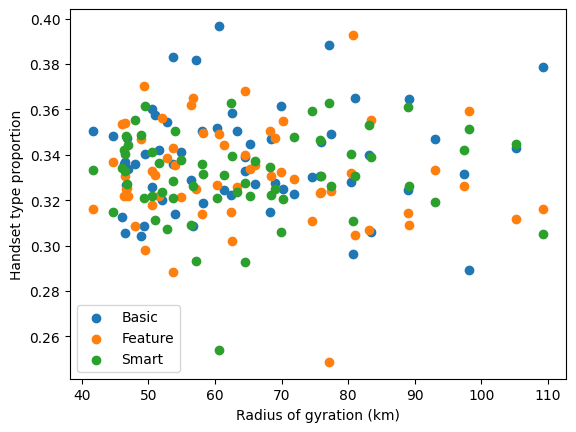 0.40
0.38
0.36
0.34
0.32
0.30
0.28
0.26
Handset type proportion
Basic
Feature
Smart
40 50 60 70 80 90 100 110
Radius of gyration (km)